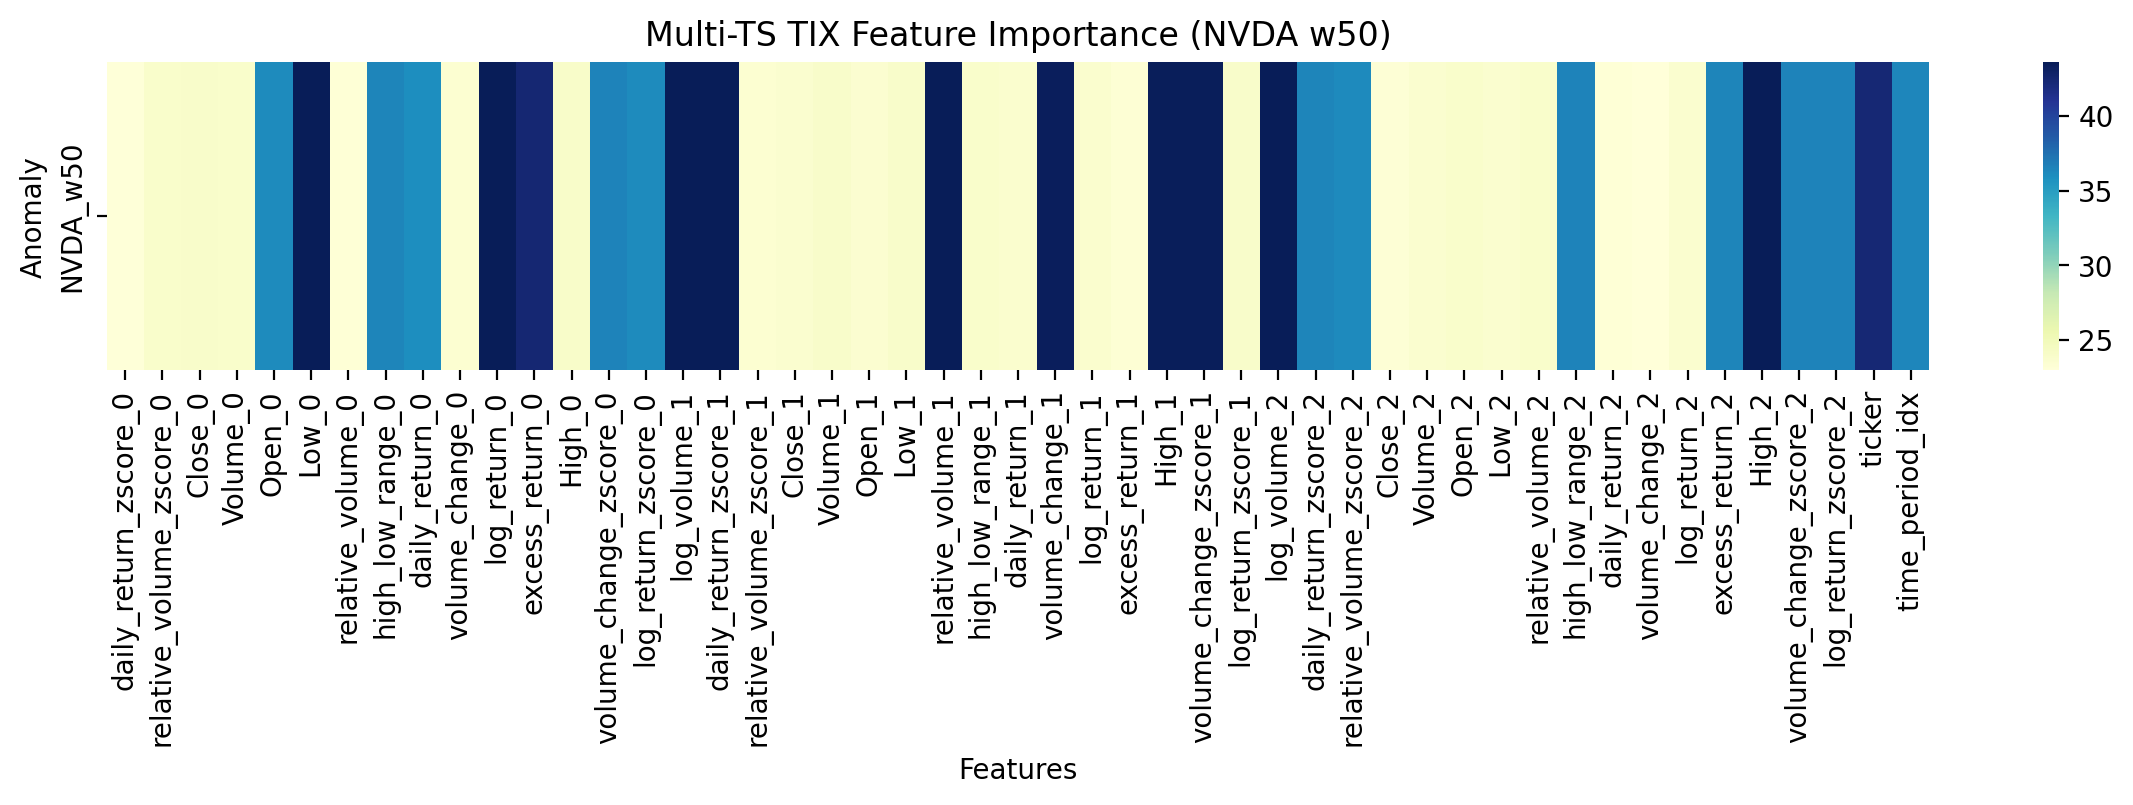 Multi-TS TIX Feature Importance (NVDA w50)
Anomaly
NVDA_w50
40
35
30
25
daily_return_zscore_0
relative_volume_zscore_0
Close_0
Volume_0
Open_0
Low_0
relative_volume_0
high_low_range_0
daily_return_0
volume_change_0
log_return_0
excess_return_0
High_0
volume_change_zscore_0
log_return_zscore_0
log_volume_1
daily_return_zscore_1
relative_volume_zscore_1
Close_1
Volume_1
Open_1
Low_1
relative_volume_1
high_low_range_1
daily_return_1
volume_change_1
log_return_1
excess_return_1
High_1
volume_change_zscore_1
log_return_zscore_1
log_volume_2
daily_return_zscore_2
relative_volume_zscore_2
Close_2
Volume_2
Open_2
Low_2
relative_volume_2
high_low_range_2
daily_return_2
volume_change_2
log_return_2
excess_return_2
High_2
volume_change_zscore_2
log_return_zscore_2
ticker
time_period_idx
Features